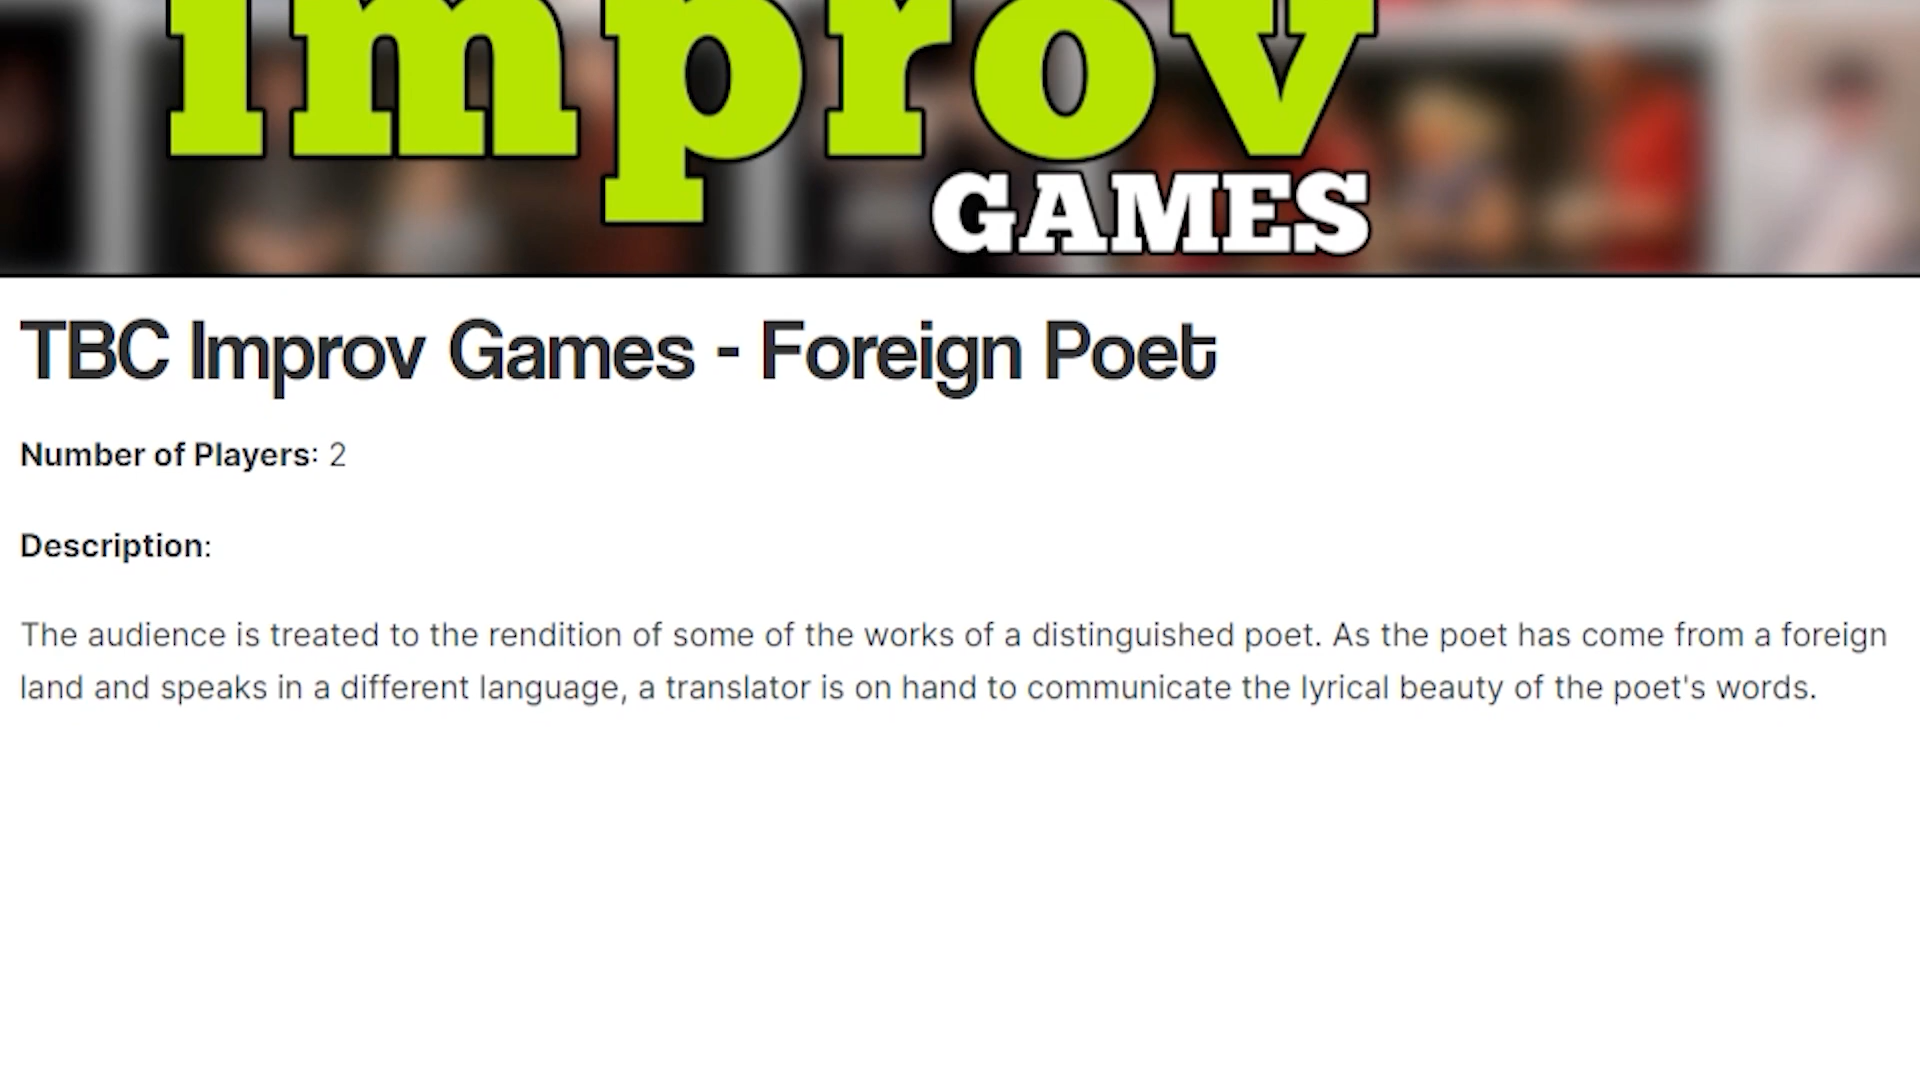 improv
GAMES
TBC Improv Games - Foreign Poet
Number of Players: 2
Description:
The audience is treated to the rendition of some of the works of a distinguished poet. As the poet has come from a foreign
land and speaks in a different language, a translator is on hand to communicate the lyrical beauty of the poet's words.